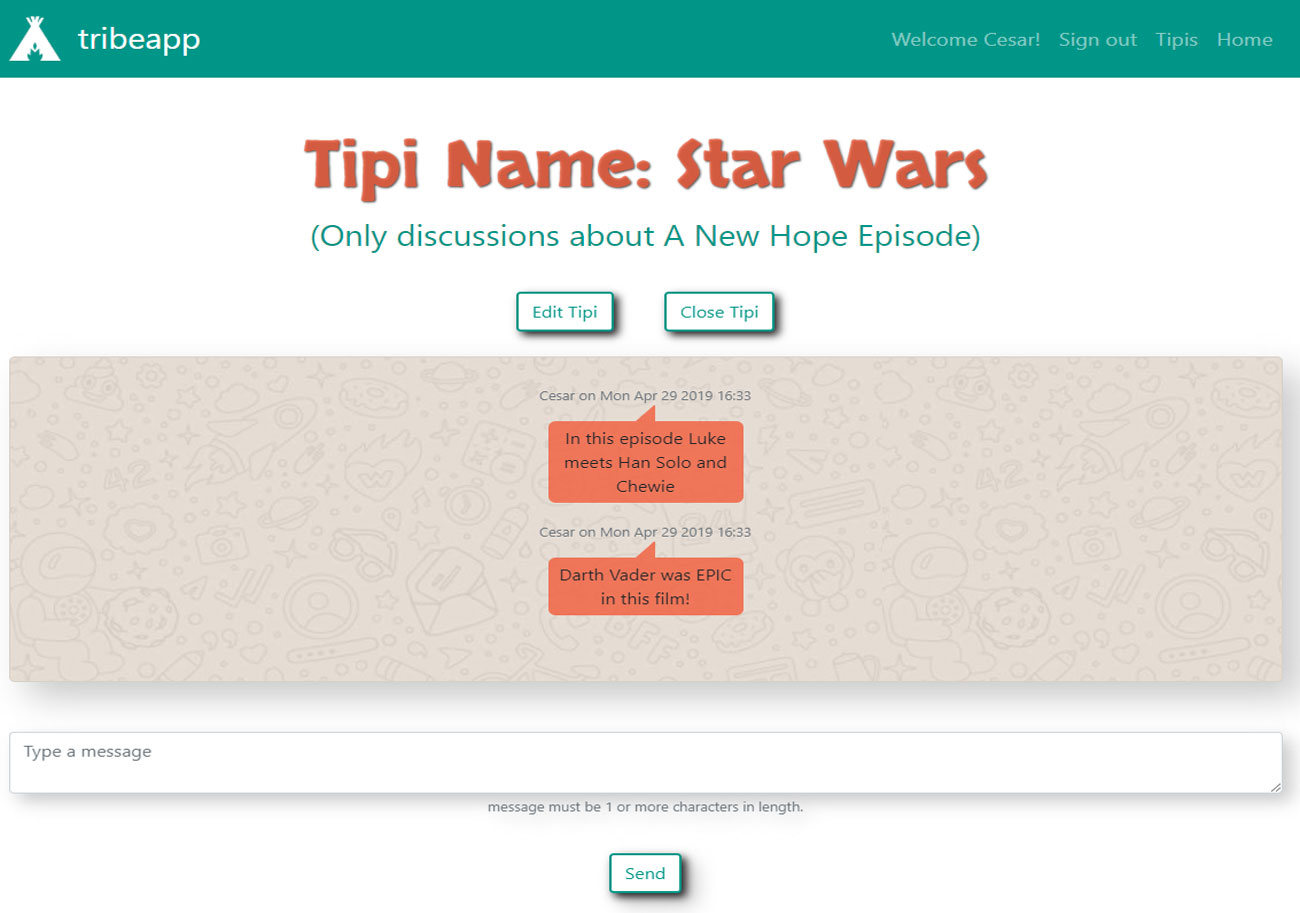 tribeapp
Welcome Cesar! Sign out Tipis Home
Tipi Name: Star Wars
(Only discussions about A New Hope Episode)
Edit Tipi Close Tipi
Cesar on Mon Apr 29 2019 16:33
In this episode Luke
meets Han Solo and
Chewie
Cesar on Mon Apr 29 2019 16:33
Darth Vader was EPIC
in this film!
Type a message
message must be 1 or more characters in length.
Send